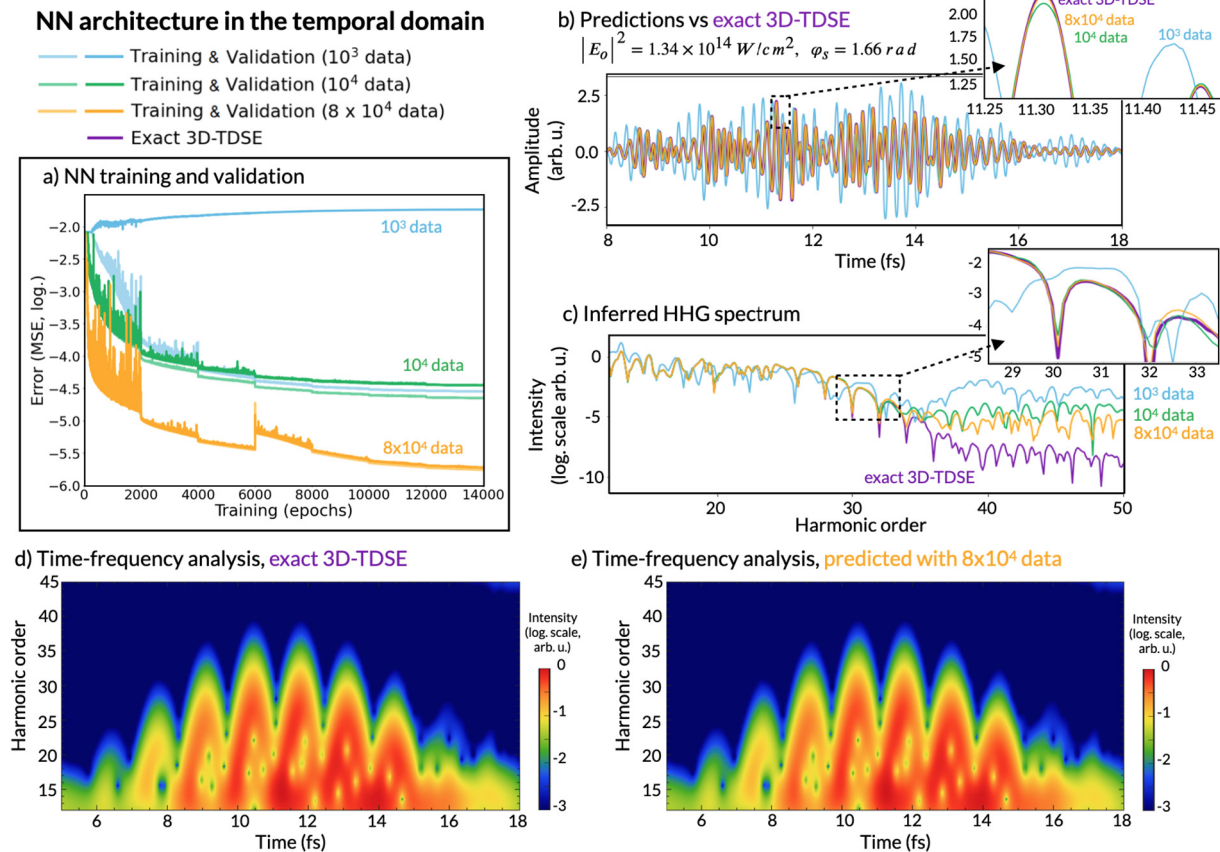 NN architecture in the temporal domain
Training & Validation (10³ data)
Training & Validation (10⁴ data)
Training & Validation (8 x 10⁴ data)
Exact 3D-TDSE
a) NN training and validation
Error (MSE, log.)
−2.0
−2.5
−3.0
−3.5
−4.0
−4.5
−5.0
−5.5
−6.0
10³ data
10⁴ data
8x10⁴ data
0 2000 4000 6000 8000 10000 12000 14000
Training (epochs)
b) Predictions vs exact 3D-TDSE
|E₀|² = 1.34 × 10¹⁴ W/cm², φₛ = 1.66 rad
Amplitude
(arb. u.)
2.5
0.0
-2.5
8 10 12 14 16 18
Time (fs)
exact 3D-TDSE
8x10⁴ data
10⁴ data
10³ data
2.00
1.75
1.50
1.25
11.25 11.30 11.35 11.40 11.45
c) Inferred HHG spectrum
Intensity
(log. scale arb. u.)
0
-5
-10
20 30 40 50
Harmonic order
10³ data
10⁴ data
8x10⁴ data
exact 3D-TDSE
-2
-3
-4
-5
29 30 31 32 33
d) Time-frequency analysis, exact 3D-TDSE
Harmonic order
45
40
35
30
25
20
15
6 8 10 12 14 16 18
Time (fs)
Intensity
(log. scale,
arb. u.)
0
-1
-2
-3
e) Time-frequency analysis, predicted with 8x10⁴ data
Harmonic order
45
40
35
30
25
20
15
6 8 10 12 14 16 18
Time (fs)
Intensity
(log. scale,
arb. u.)
0
-1
-2
-3